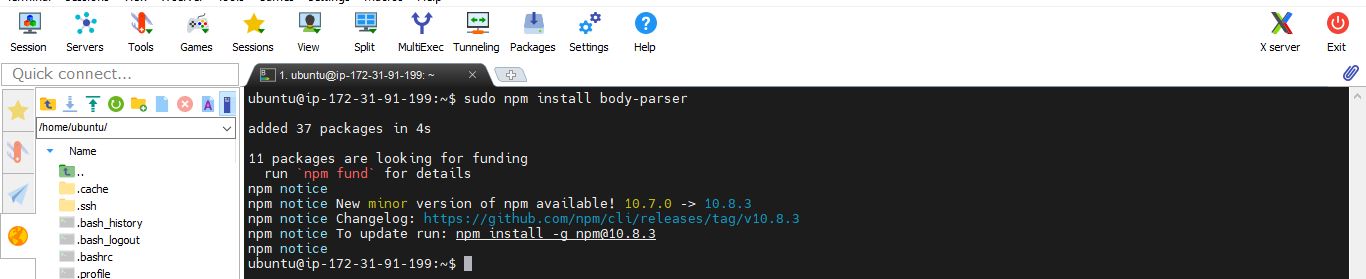 Session
Servers
Tools
Games
Sessions
View
Split
MultiExec
Tunneling
Packages
Settings
Help
X server
Exit
Quick connect...
1. ubuntu@ip-172-31-91-199: ~
/home/ubuntu/
Name
..
.cache
.ssh
.bash_history
.bash_logout
.bashrc
.profile
ubuntu@ip-172-31-91-199:~$ sudo npm install body-parser
added 37 packages in 4s
11 packages are looking for funding
run `npm fund` for details
npm notice
npm notice New minor version of npm available! 10.7.0 -> 10.8.3
npm notice Changelog: https://github.com/npm/cli/releases/tag/v10.8.3
npm notice To update run: npm install -g npm@10.8.3
npm notice
ubuntu@ip-172-31-91-199:~$